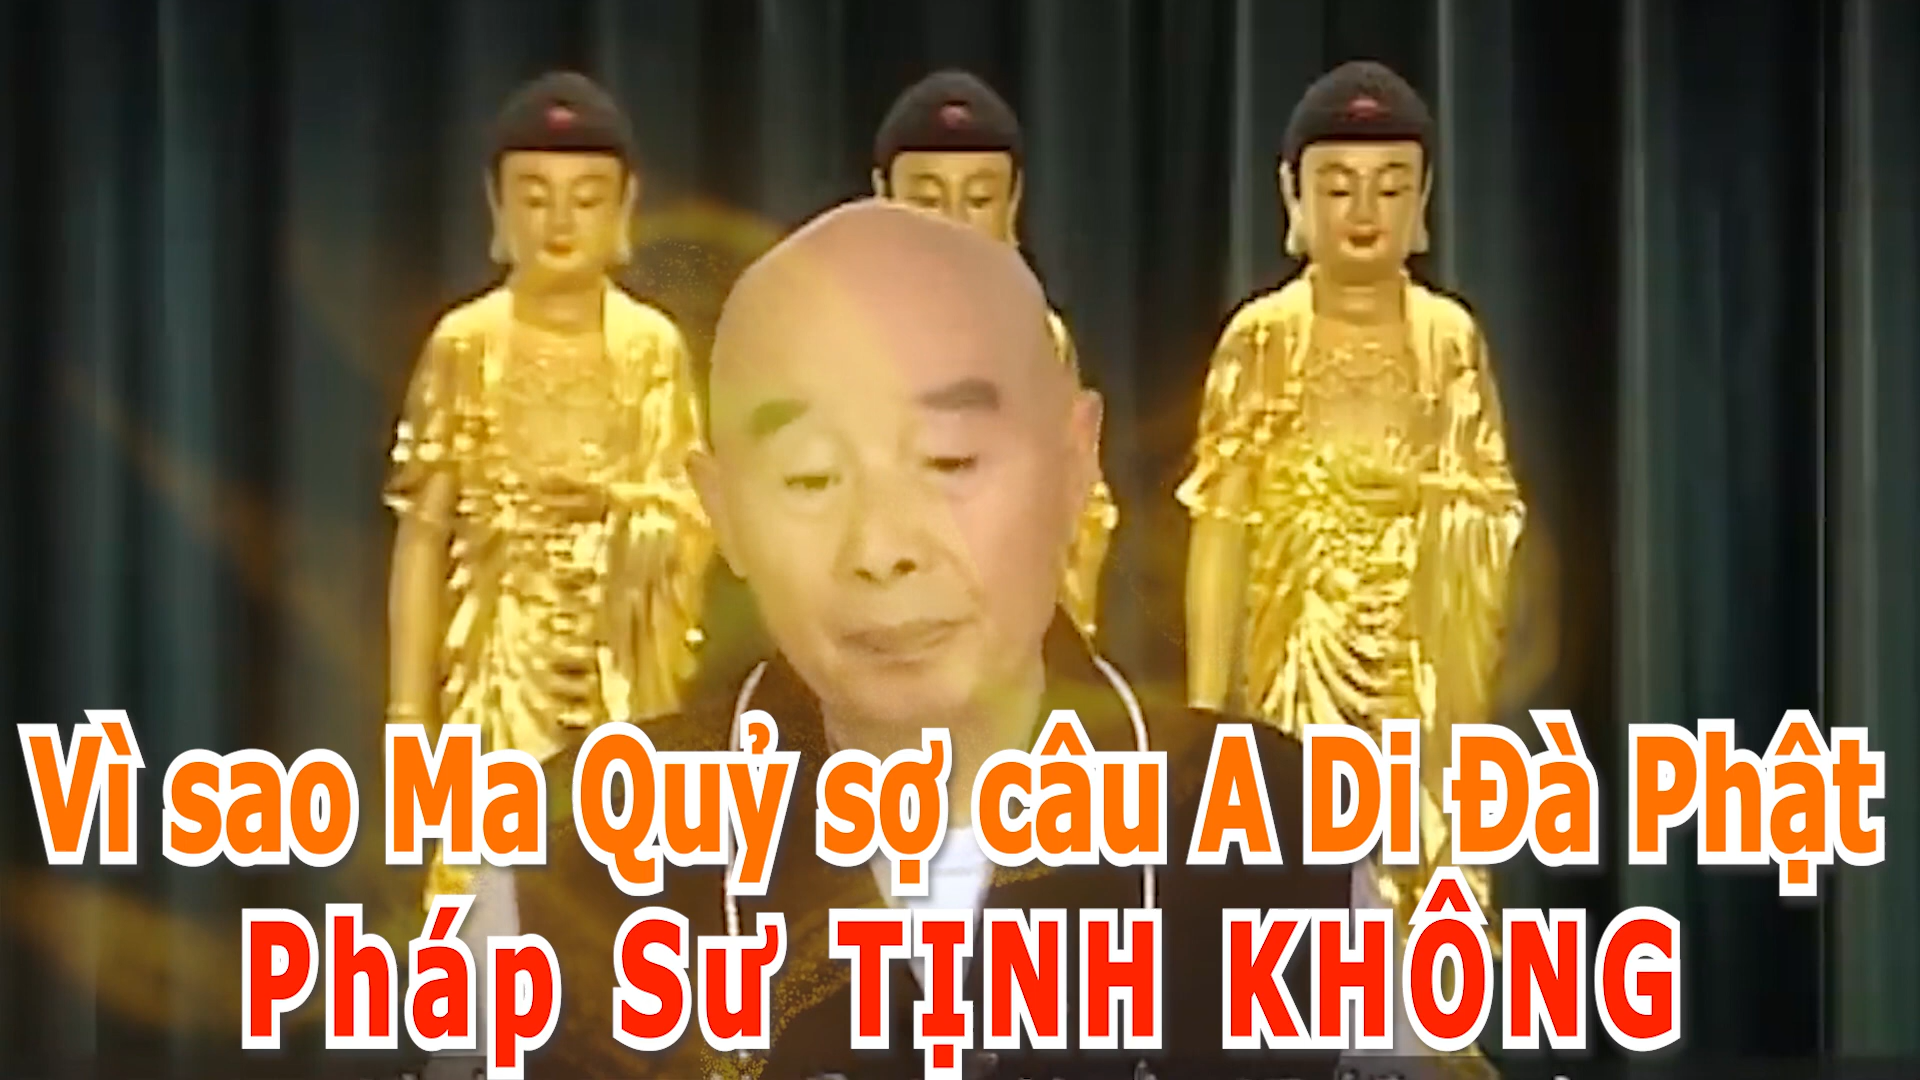 Vì sao Ma Quỷ sợ câu A Di Đà Phật
Pháp Sư TỊNH KHÔNG